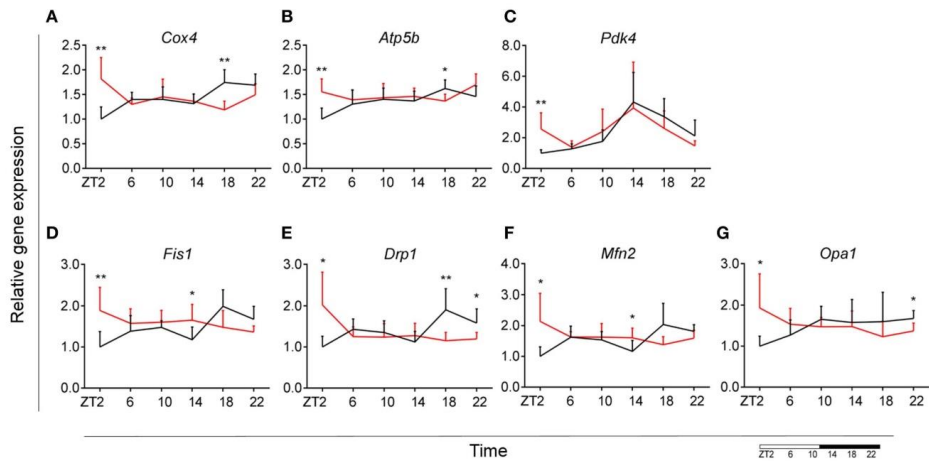 A
Cox4
** **
2.5
2.0
1.5
1.0
0.5
0.0
ZT2 6 10 14 18 22
B
Atp5b
** *
2.5
2.0
1.5
1.0
0.5
0.0
ZT2 6 10 14 18 22
C
Pdk4
**
8.0
6.0
4.0
2.0
0.0
ZT2 6 10 14 18 22
Relative gene expression
D
Fis1
** *
3.0
2.0
1.0
0.0
ZT2 6 10 14 18 22
E
Drp1
* ** *
3.0
2.0
1.0
0.0
ZT2 6 10 14 18 22
F
Mfn2
* *
4.0
3.0
2.0
1.0
0.0
ZT2 6 10 14 18 22
G
Opa1
* *
3.0
2.0
1.0
0.0
ZT2 6 10 14 18 22
Time
ZT2 6 10 14 18 22